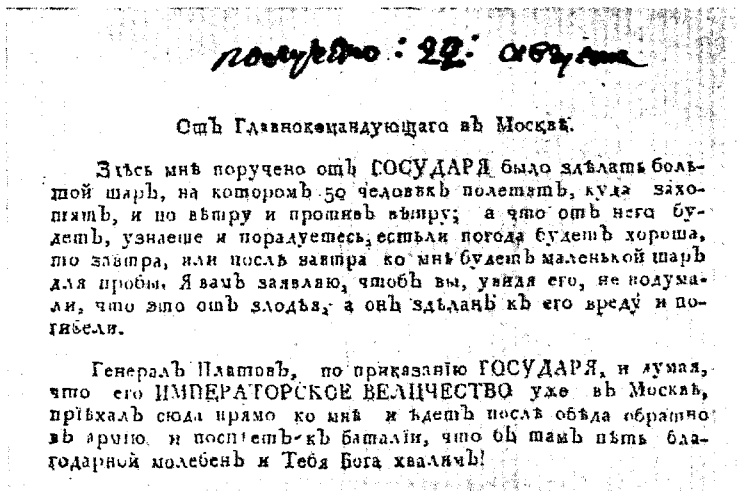 получено: 22: августа
Отъ Главнокомандующаго въ Москвѣ.
Здѣсь мнѣ поручено отъ ГОСУДАРЯ было здѣлать боль-
шой шаръ, на которомъ 50 человѣкъ полетятъ, куда захо-
тятъ, и по вѣтру и противъ вѣтру; а что отъ него бу-
детъ, узнаете и порадуетесь, естьли погода будетъ хороша,
то завтра, или послѣ завтра ко мнѣ будетъ маленькой шаръ
для пробы. Я вамъ заявляю, чтобъ вы, увидя его, не подума-
ли, что это отъ злодѣя, а онъ здѣланъ къ его вреду и по-
гибели.
Генералъ Платовъ, по приказанію ГОСУДАРЯ, и думая,
что его ИМПЕРАТОРСКОЕ ВЕЛИЧЕСТВО уже въ Москвѣ,
пріѣхалъ сюда прямо ко мнѣ и ѣдетъ послѣ обѣда обратно
въ армію, и поспѣетъ къ баталіи, что бъ тамъ пѣть бла-
годарной молебенъ и Тебя Бога хвалимъ!